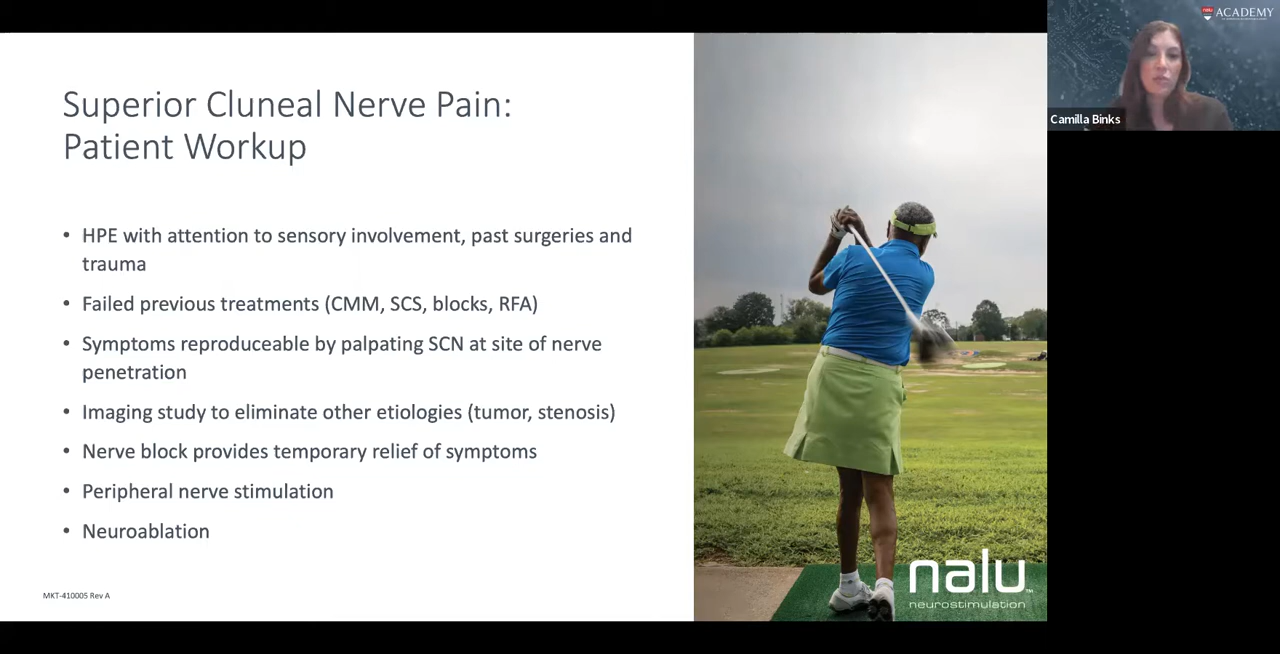 Superior Cluneal Nerve Pain:
Patient Workup
• HPE with attention to sensory involvement, past surgeries and
trauma
• Failed previous treatments (CMM, SCS, blocks, RFA)
• Symptoms reproduceable by palpating SCN at site of nerve
penetration
• Imaging study to eliminate other etiologies (tumor, stenosis)
• Nerve block provides temporary relief of symptoms
• Peripheral nerve stimulation
• Neuroablation
MKT-410005 Rev A
nalu™
neurostimulation
nalu ACADEMY
Camilla Binks